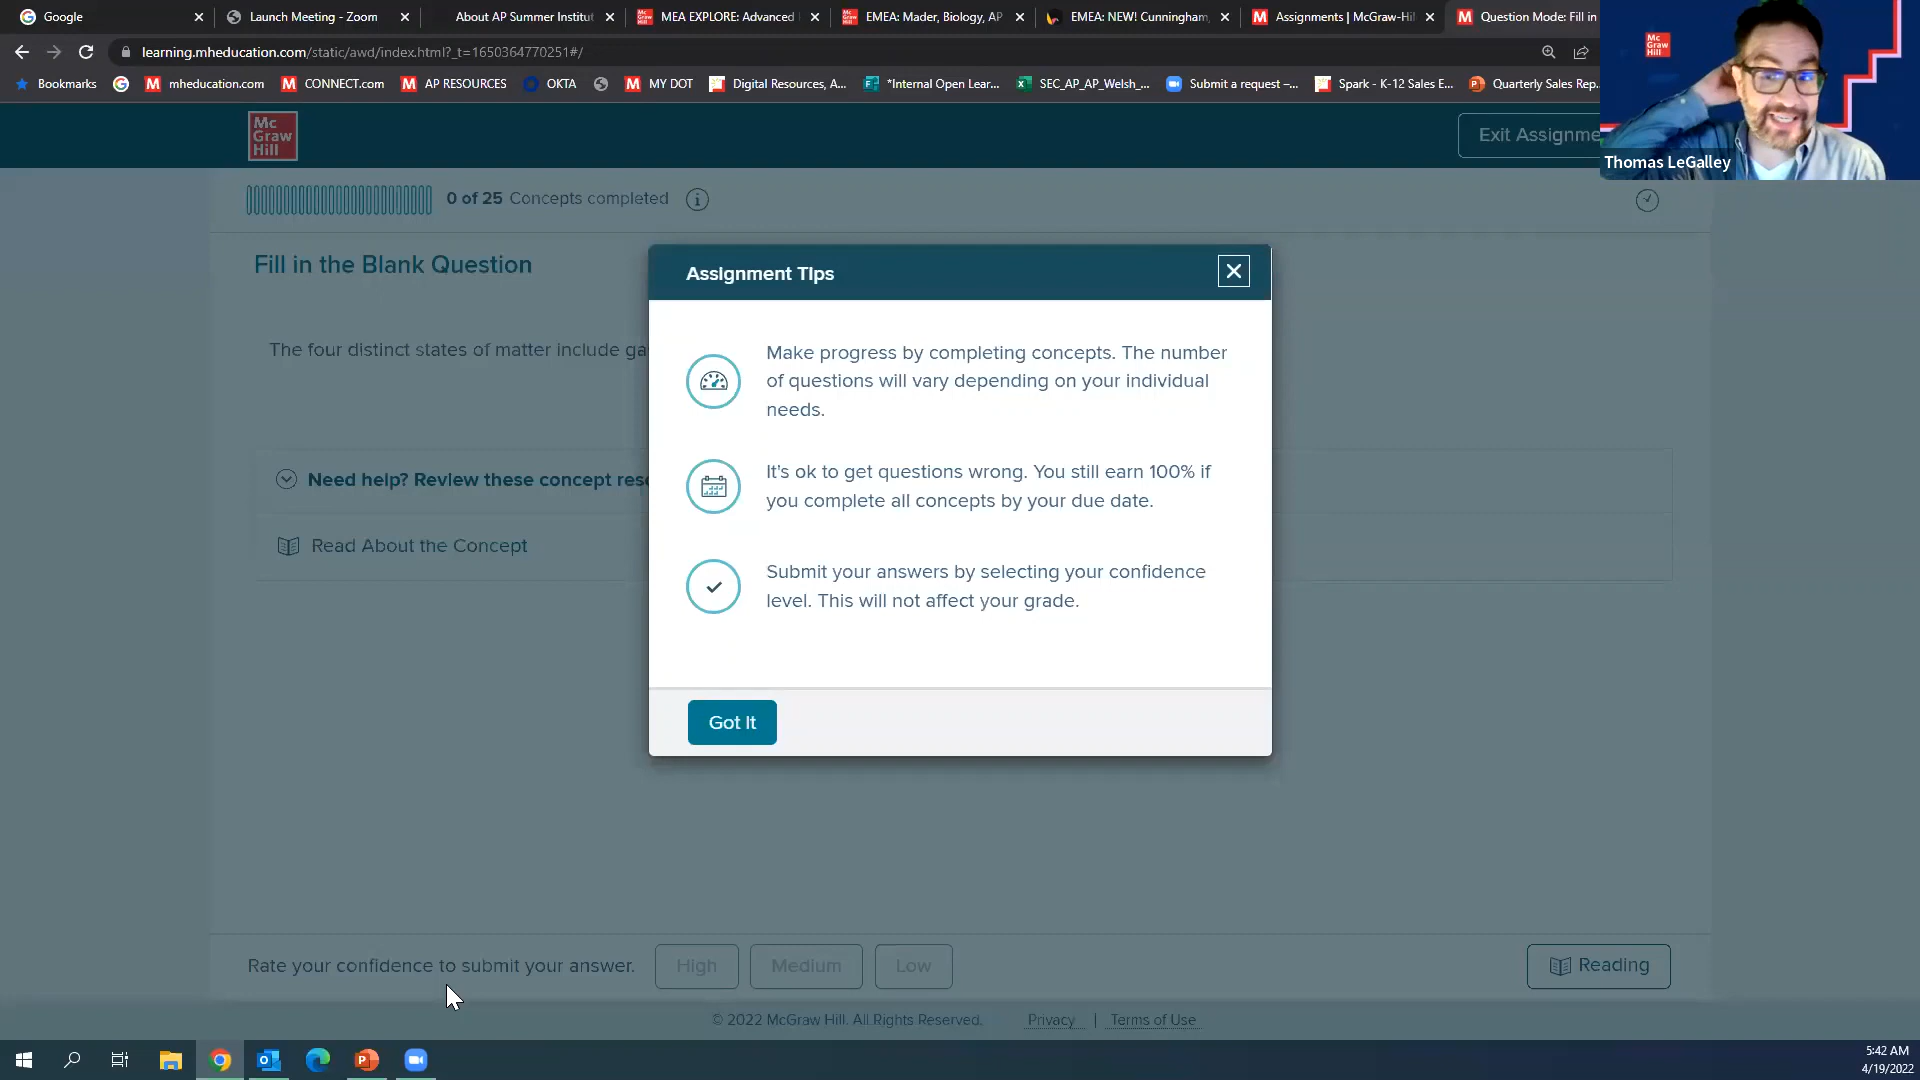 Google
Launch Meeting - Zoom
About AP Summer Institut
MEA EXPLORE: Advanced
EMEA: Mader, Biology, AP
EMEA: NEW! Cunningham,
Assignments | McGraw-Hil
Question Mode: Fill in
learning.mheducation.com/static/awd/index.html?_t=1650364770251#/
Bookmarks
mheducation.com
CONNECT.com
AP RESOURCES
OKTA
MY DOT
Digital Resources, A...
*Internal Open Lear...
SEC_AP_AP_Welsh_...
Submit a request –...
Spark - K-12 Sales E...
Quarterly Sales Rep...
Mc
Graw
Hill
Thomas LeGalley
Mc
Graw
Hill
Exit Assignme
0 of 25 Concepts completed
Fill in the Blank Question
The four distinct states of matter include ga
Need help? Review these concept reso
Read About the Concept
Assignment Tips
Make progress by completing concepts. The number
of questions will vary depending on your individual
needs.
It's ok to get questions wrong. You still earn 100% if
you complete all concepts by your due date.
Submit your answers by selecting your confidence
level. This will not affect your grade.
Got It
Rate your confidence to submit your answer.
High
Medium
Low
Reading
© 2022 McGraw Hill. All Rights Reserved.
Privacy
|
Terms of Use
5:42 AM
4/19/2022